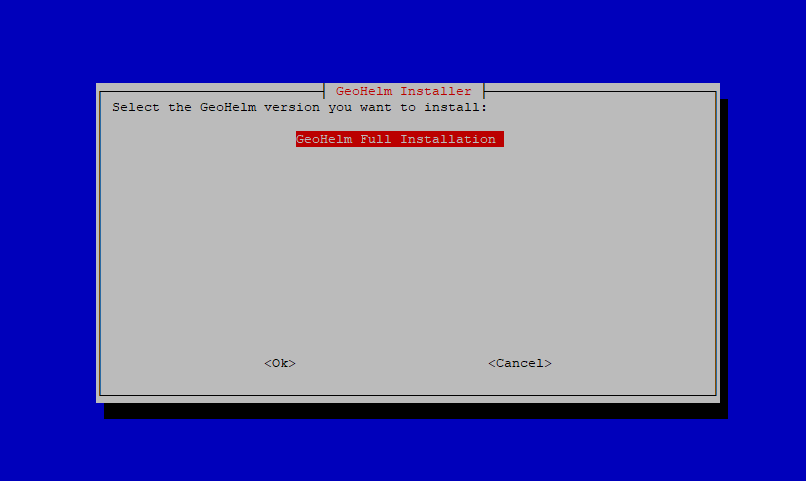 GeoHelm Installer
Select the GeoHelm version you want to install:
GeoHelm Full Installation
<Ok> <Cancel>